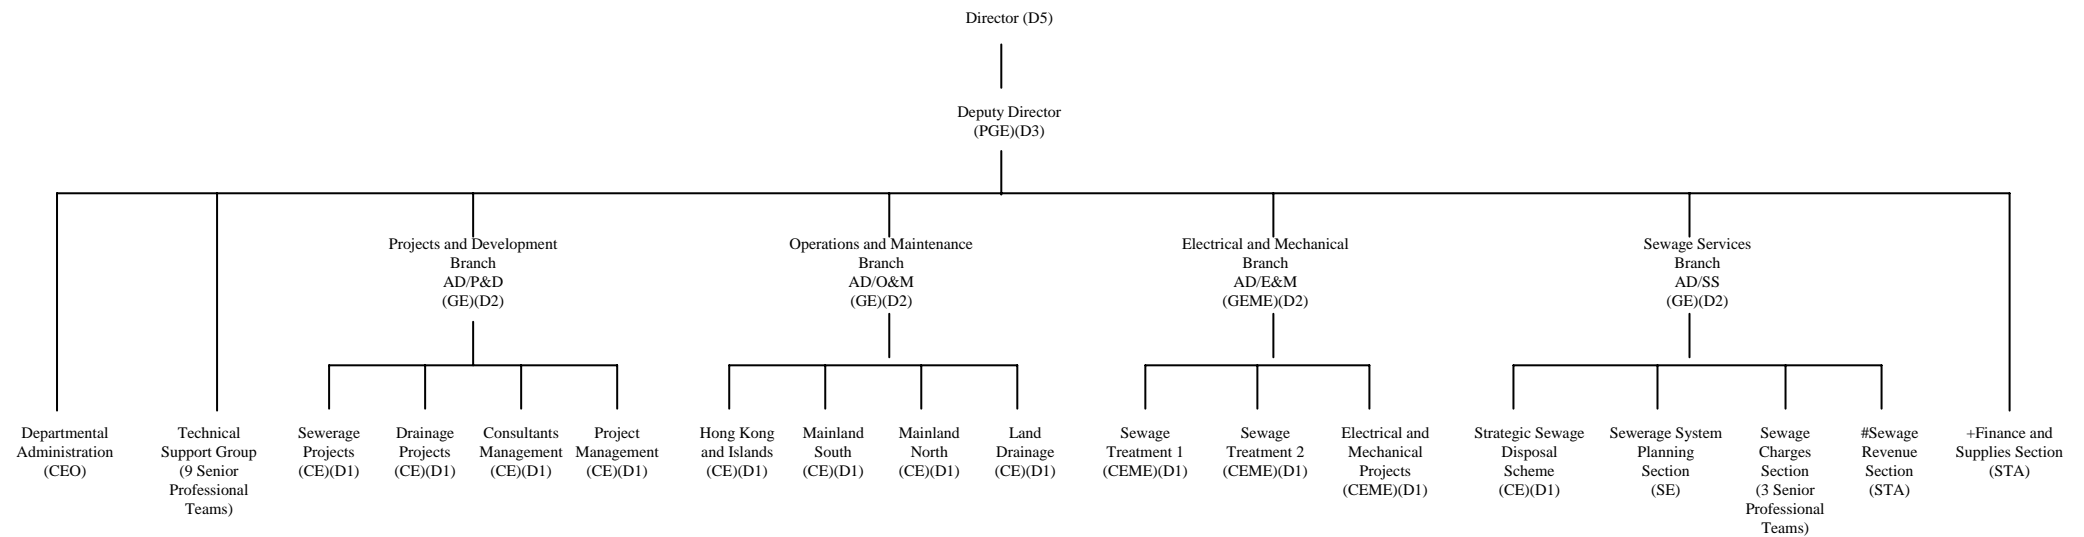 Director (D5)
Deputy Director
(PGE)(D3)
Projects and Development
Branch
AD/P&D
(GE)(D2)
Operations and Maintenance
Branch
AD/O&M
(GE)(D2)
Electrical and Mechanical
Branch
AD/E&M
(GEME)(D2)
Sewage Services
Branch
AD/SS
(GE)(D2)
Departmental
Administration
(CEO)
Technical
Support Group
(9 Senior
Professional
Teams)
Sewerage
Projects
(CE)(D1)
Drainage
Projects
(CE)(D1)
Consultants
Management
(CE)(D1)
Project
Management
(CE)(D1)
Hong Kong
and Islands
(CE)(D1)
Mainland
South
(CE)(D1)
Mainland
North
(CE)(D1)
Land
Drainage
(CE)(D1)
Sewage
Treatment 1
(CEME)(D1)
Sewage
Treatment 2
(CEME)(D1)
Electrical and
Mechanical
Projects
(CEME)(D1)
Strategic Sewage
Disposal
Scheme
(CE)(D1)
Sewerage System
Planning
Section
(SE)
Sewage
Charges
Section
(3 Senior
Professional
Teams)
#Sewage
Revenue
Section
(STA)
+Finance and
Supplies Section
(STA)